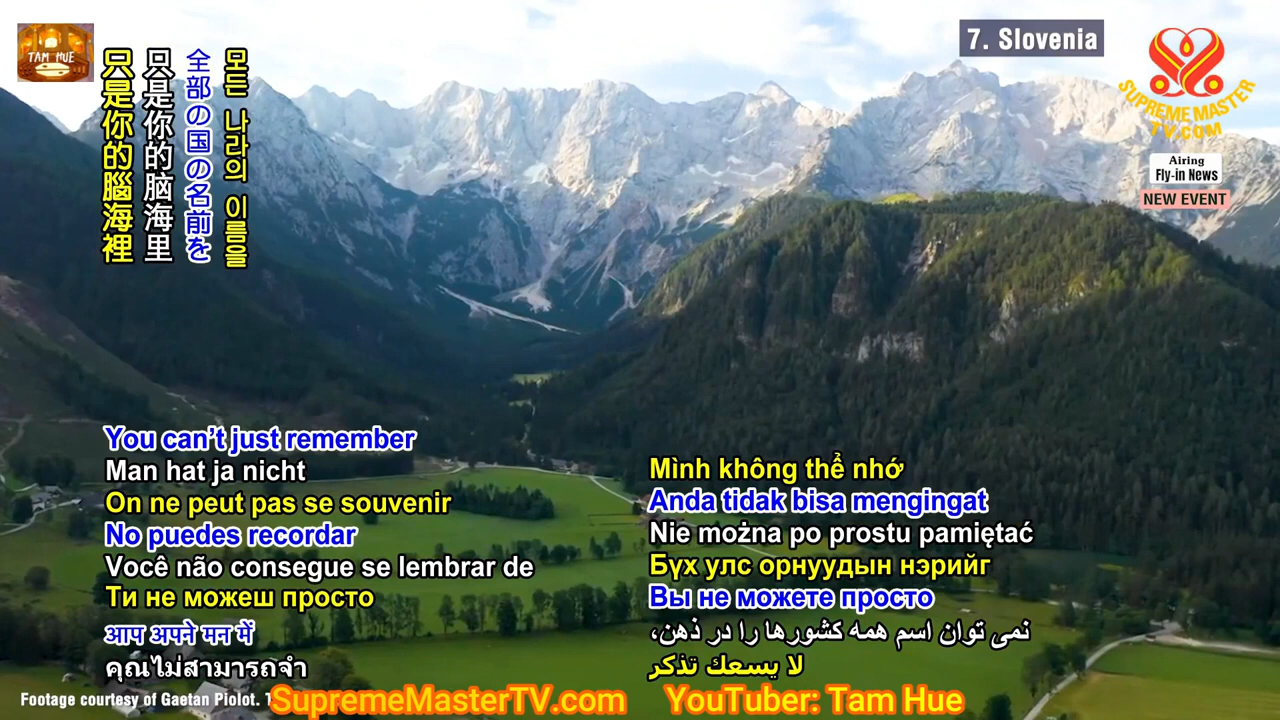 TAM HUE
只是你的腦海裡
只是你的脑海里
全部の国の名前を
모든 나라의 이름을
7. Slovenia
SUPREME MASTER
TV.COM
Airing
Fly-in News
NEW EVENT
You can't just remember
Man hat ja nicht
On ne peut pas se souvenir
No puedes recordar
Você não consegue se lembrar de
Ти не можеш просто
आप अपने मन में
คุณไม่สามารถจำ
Mình không thể nhớ
Anda tidak bisa mengingat
Nie można po prostu pamiętać
Бүх улс орнуудын нэрийг
Вы не можете просто
نمی توان اسم همه کشورها را در ذهن،
لا يسعك تذكر
Footage courtesy of Gaetan Piolot.
SupremeMasterTV.com YouTuber: Tam Hue